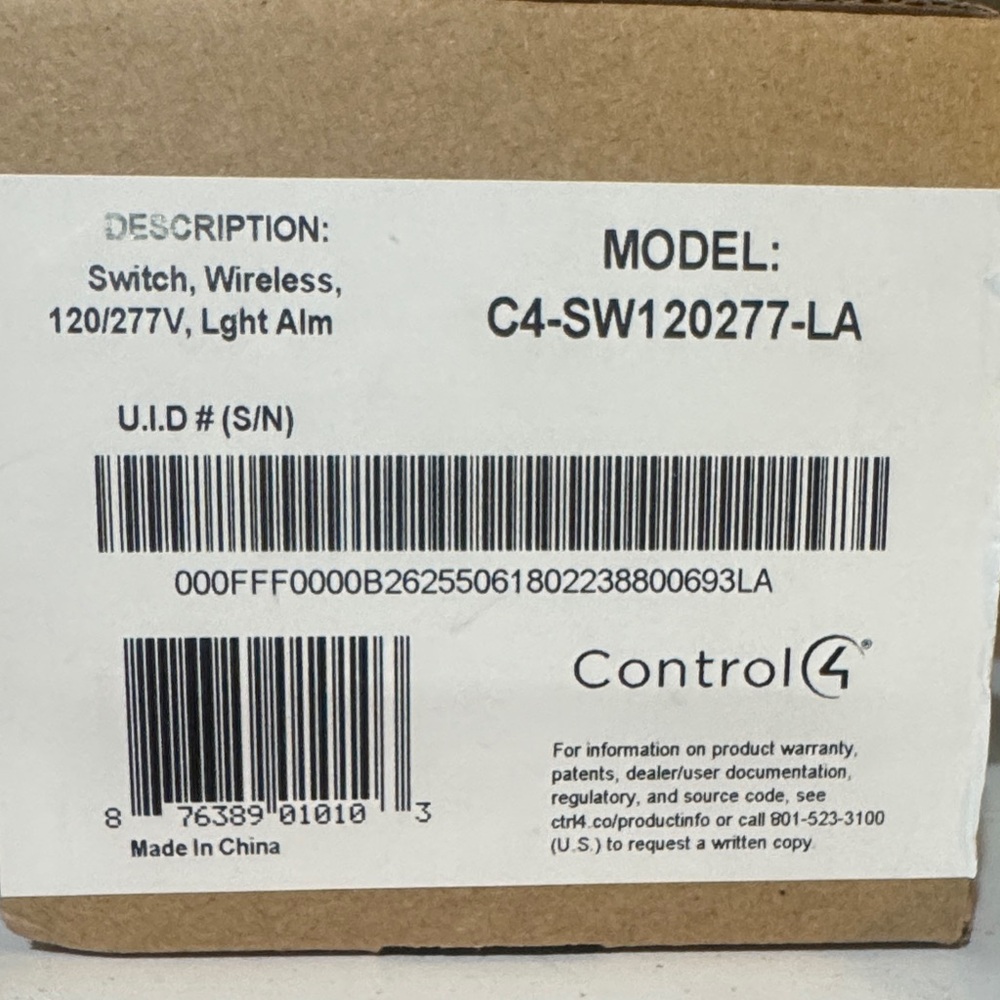 DESCRIPTION:
Switch, Wireless,
120/277V, Lght Alm
MODEL:
C4-SW120277-LA
U.I.D # (S/N)
000FFF0000B26255061802238800693LA
8 76389 01010 3
Made In China
Control4®
For information on product warranty,
patents, dealer/user documentation,
regulatory, and source code, see
ctrl4.co/productinfo or call 801-523-3100
(U.S.) to request a written copy.